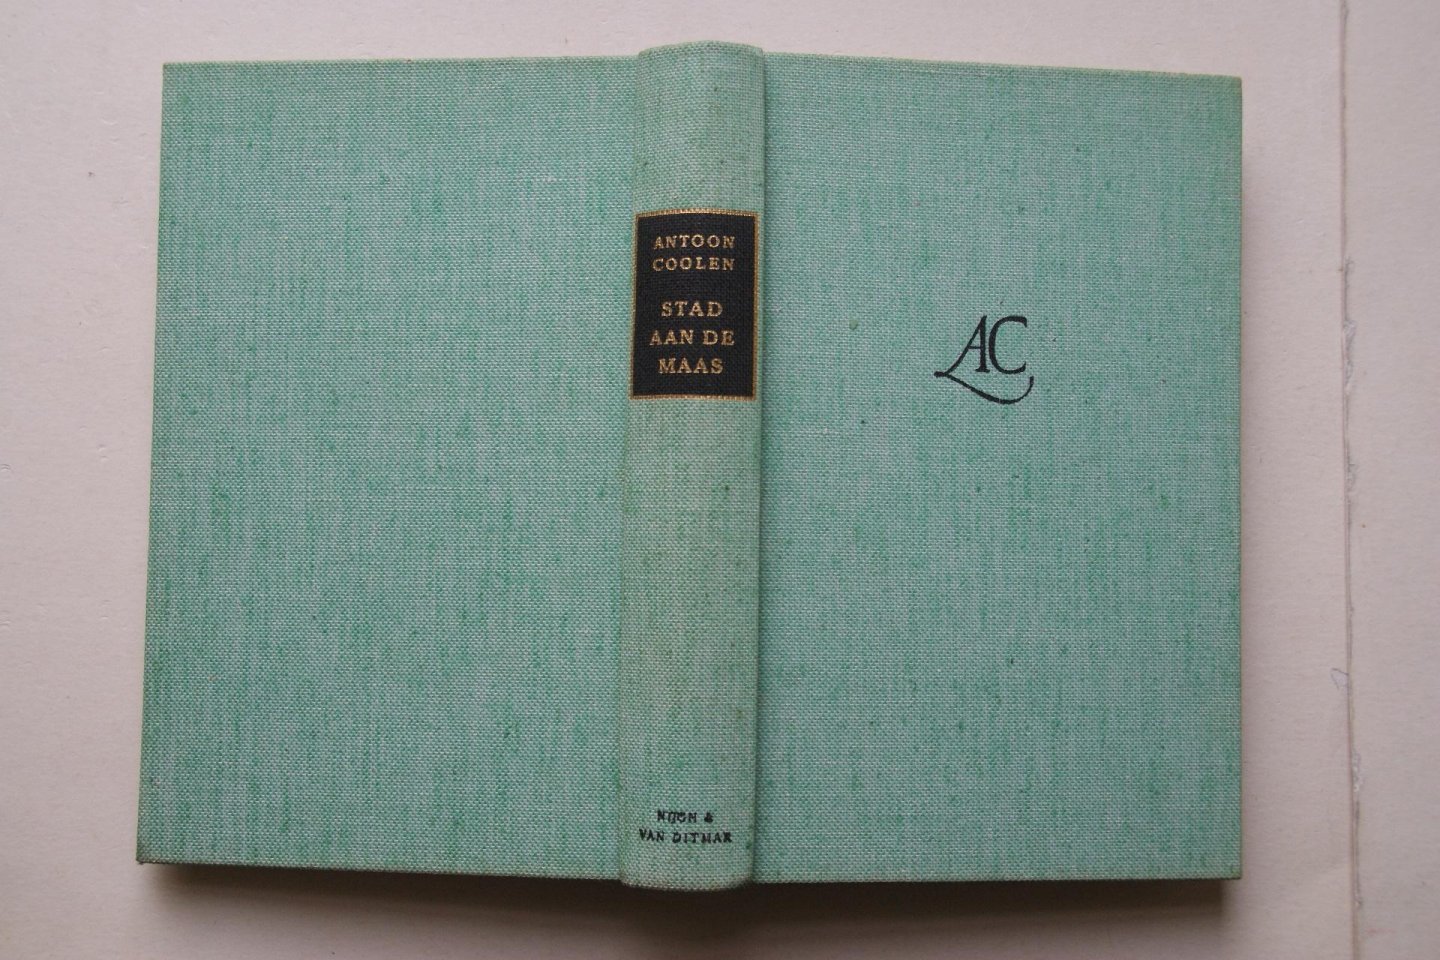 ANTOON
COOLEN
STAD
AAN DE
MAAS
NIJGH &
VAN DITMAR
AC